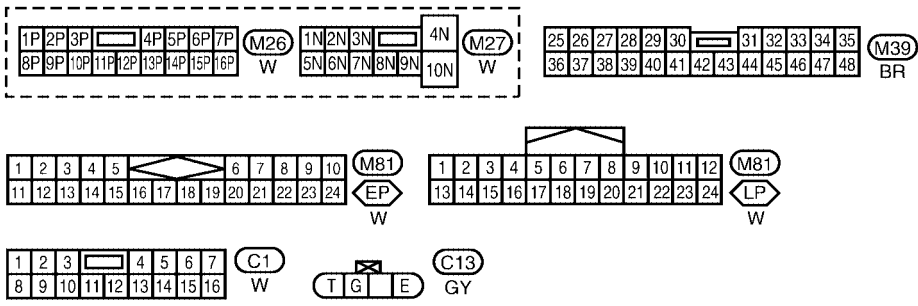 1P 2P 3P 4P 5P 6P 7P M26
8P 9P 10P 11P 12P 13P 14P 15P 16P W
1N 2N 3N 4N M27
5N 6N 7N 8N 9N 10N W
25 26 27 28 29 30 31 32 33 34 35 M39
36 37 38 39 40 41 42 43 44 45 46 47 48 BR
1 2 3 4 5 6 7 8 9 10 M81
11 12 13 14 15 16 17 18 19 20 21 22 23 24 EP
W
1 2 3 4 5 6 7 8 9 10 11 12 M81
13 14 15 16 17 18 19 20 21 22 23 24 LP
W
1 2 3 4 5 6 7 C1
8 9 10 11 12 13 14 15 16 W
T G E C13
GY